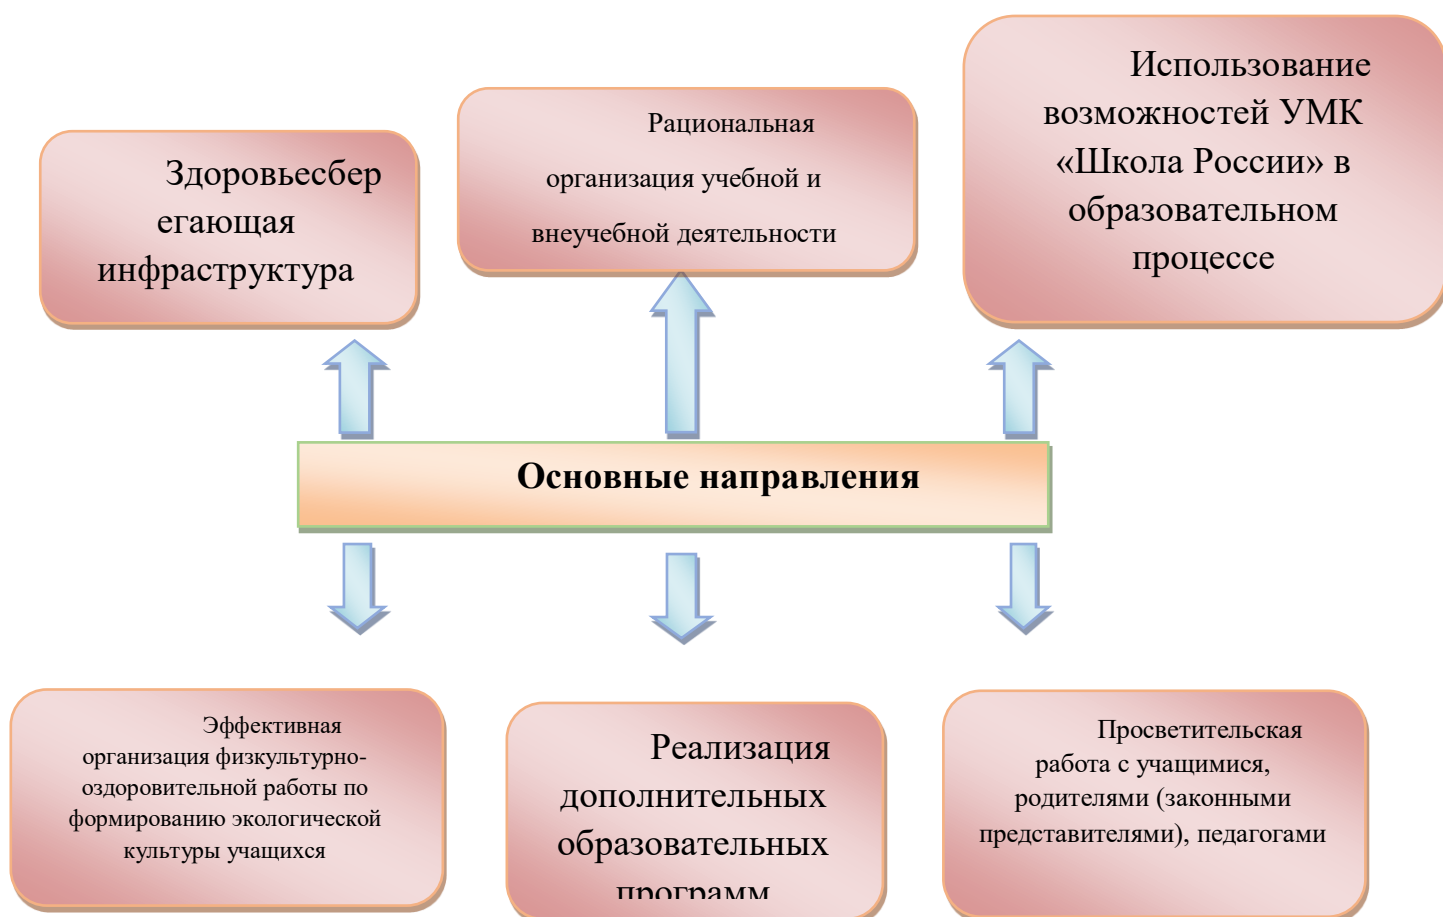 Здоровьесбер
егающая
инфраструктура
Рациональная
организация учебной и
внеучебной деятельности
Использование
возможностей УМК
«Школа России» в
образовательном
процессе
Основные направления
Эффективная
организация физкультурно-
оздоровительной работы по
формированию экологической
культуры учащихся
Реализация
дополнительных
образовательных
программ
Просветительская
работа с учащимися,
родителями (законными
представителями), педагогами